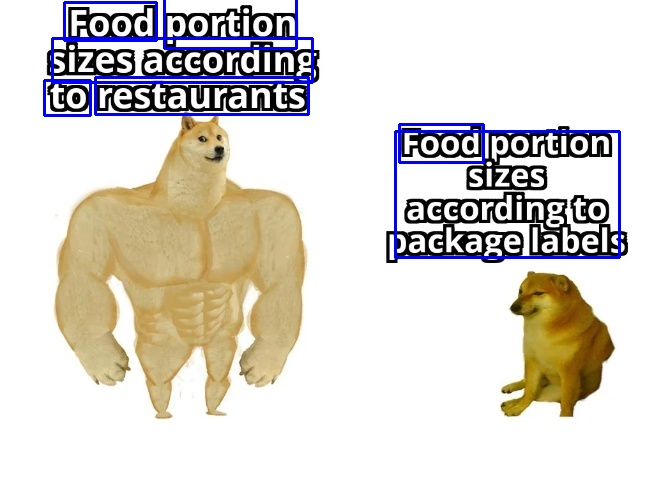 Food portion
sizes according
to restaurants
Food portion
sizes
according to
package labels